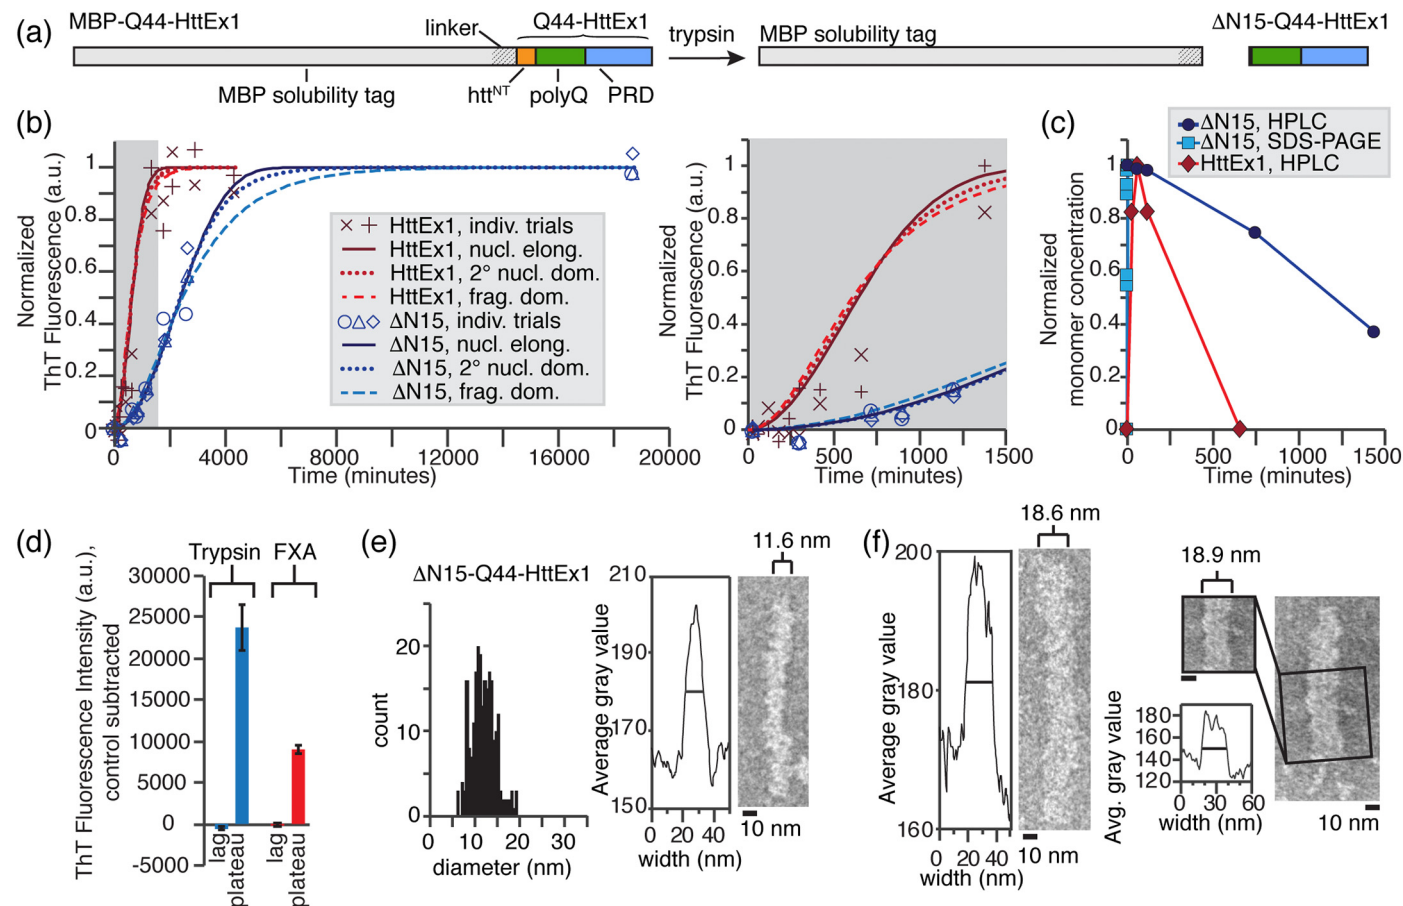 (a)
MBP-Q44-HttEx1
linker
Q44-HttEx1
trypsin
MBP solubility tag
ΔN15-Q44-HttEx1
MBP solubility tag
httNT
polyQ
PRD
(b)
Normalized
ThT Fluorescence (a.u.)
1
0.8
0.6
0.4
0.2
0
0
4000
8000
12000
16000
20000
Time (minutes)
HttEx1, indiv. trials
HttEx1, nucl. elong.
HttEx1, 2° nucl. dom.
HttEx1, frag. dom.
ΔN15, indiv. trials
ΔN15, nucl. elong.
ΔN15, 2° nucl. dom.
ΔN15, frag. dom.
Normalized
ThT Fluorescence (a.u.)
1
0.8
0.6
0.4
0.2
0
0
500
1000
1500
Time (minutes)
(c)
ΔN15, HPLC
ΔN15, SDS-PAGE
HttEx1, HPLC
Normalized
monomer concentration
1
0.8
0.6
0.4
0.2
0
0
500
1000
1500
Time (minutes)
(d)
ThT Fluorescence Intensity (a.u.),
control subtracted
Trypsin
FXA
30000
25000
20000
15000
10000
5000
0
-5000
lag
plateau
lag
plateau
(e)
ΔN15-Q44-HttEx1
count
20
10
0
0
10
20
30
diameter (nm)
Average gray value
210
190
170
150
0
20
40
width (nm)
11.6 nm
10 nm
(f)
Average gray value
200
180
160
0
20
40
width (nm)
18.6 nm
10 nm
18.9 nm
Avg. gray value
180
150
120
0
30
60
width (nm)
10 nm